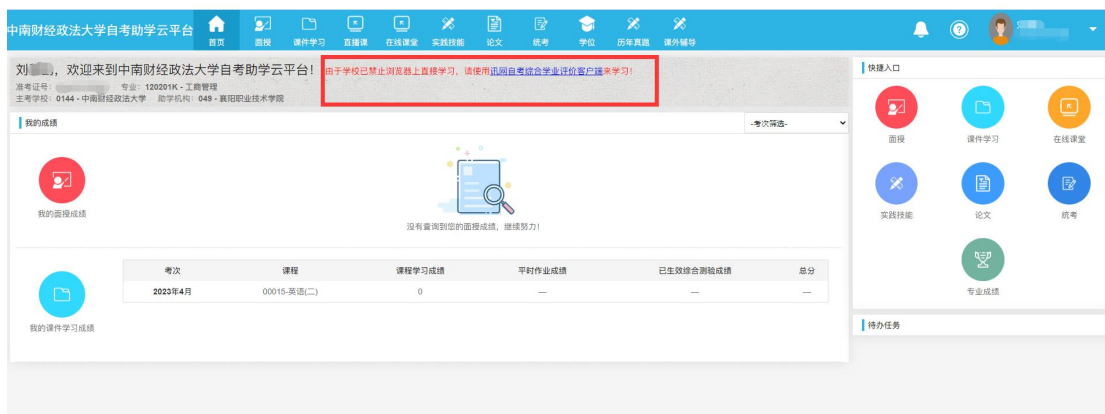 中南财经政法大学自考助学云平台
首页 面授 课件学习 直播课 在线课堂 实践技能 论文 统考 学位 历年真题 课外辅导
刘 ，欢迎来到中南财经政法大学自考助学云平台！
由于学校已禁止浏览器上直接学习，请使用讯网自考综合学业评价客户端来学习！
准考证号： 专业：120201K - 工商管理
主考学校：0144 - 中南财经政法大学 助学机构：049 - 襄阳职业技术学院
我的成绩
-考次筛选-
我的面授成绩
没有查询到您的面授成绩，继续努力！
考次 课程 课程学习成绩 平时作业成绩 已生效综合测验成绩 总分
2023年4月 00015-英语(二) 0 — — —
我的课件学习成绩
快捷入口
面授 课件学习 在线课堂
实践技能 论文 统考
专业成绩
待办任务